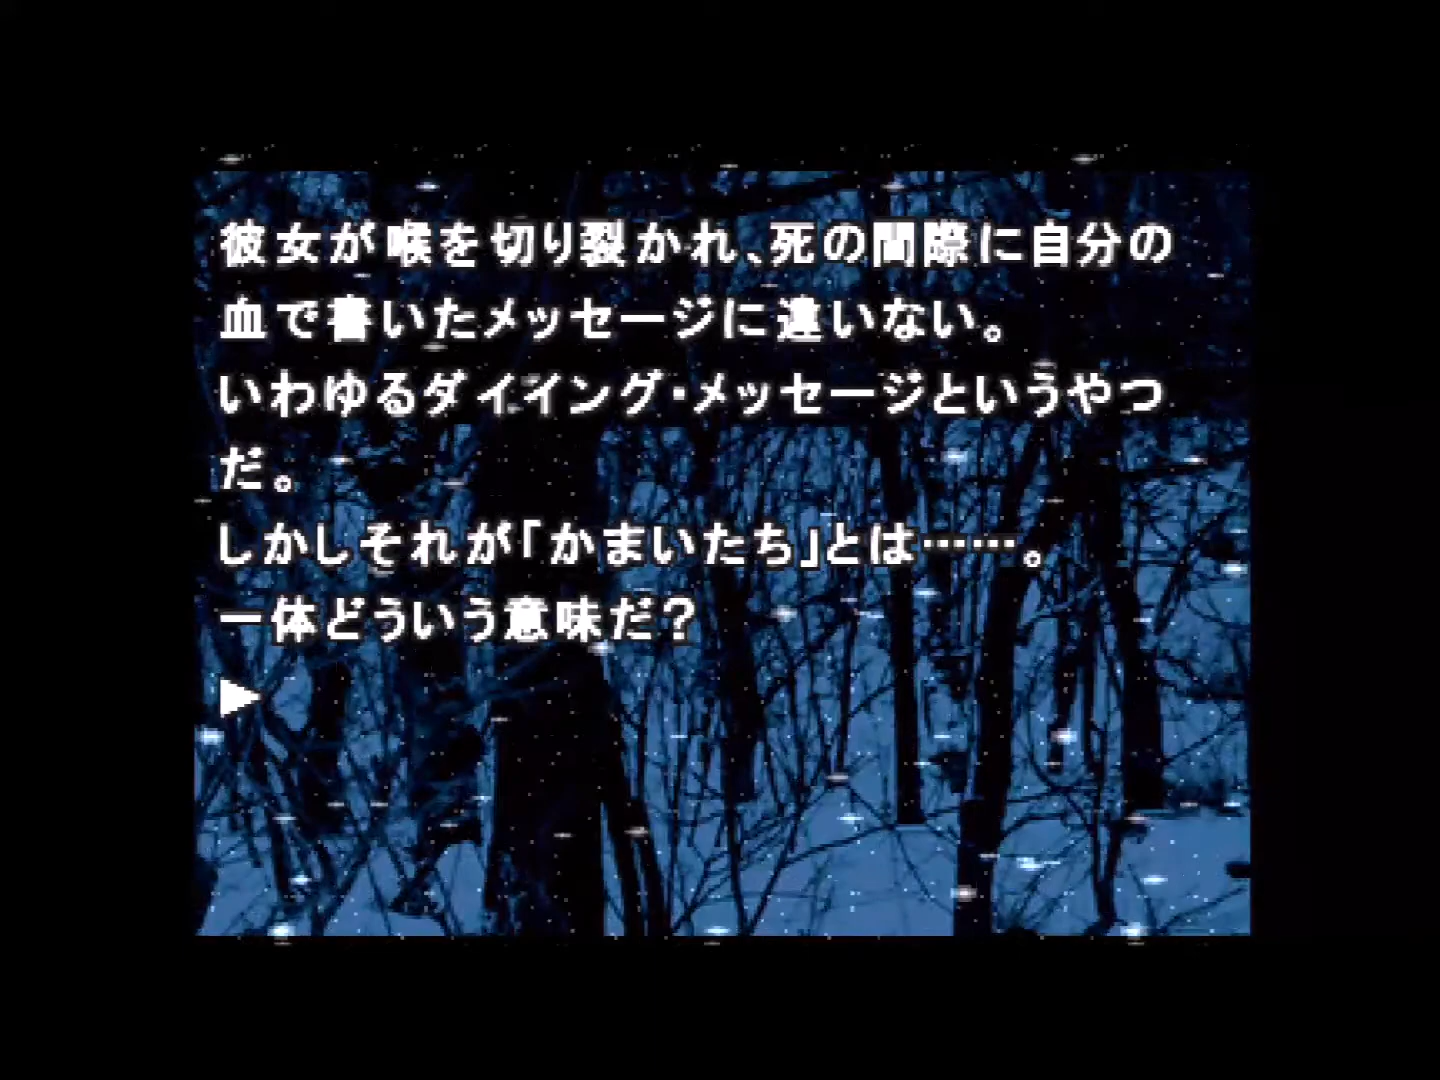 彼女が喉を切り裂かれ、死の間際に自分の
血で書いたメッセージに違いない。
いわゆるダイイング・メッセージというやつ
だ。
しかしそれが「かまいたち」とは……。
一体どういう意味だ?